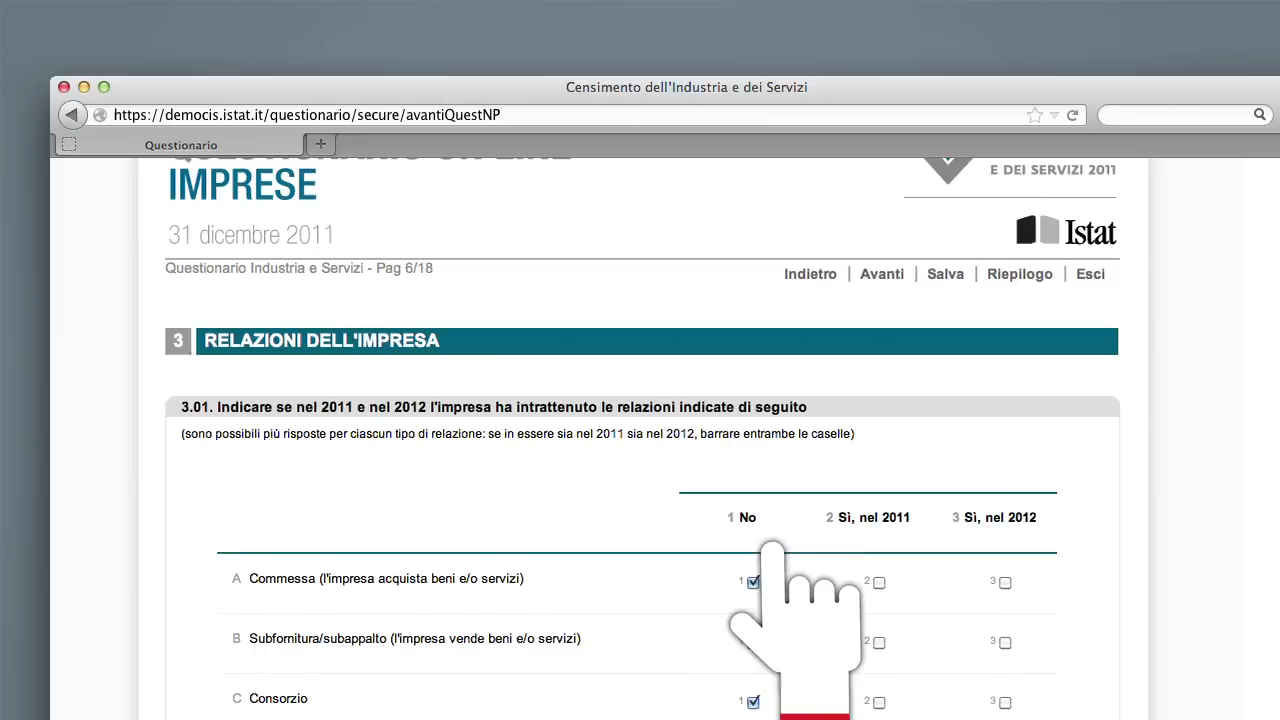 Censimento dell'Industria e dei Servizi
https://democis.istat.it/questionario/secure/avantiQuestNP
Questionario
QUESTIONARIO ON LINE
IMPRESE
E DEI SERVIZI 2011
31 dicembre 2011
Istat
Questionario Industria e Servizi - Pag 6/18
Indietro | Avanti | Salva | Riepilogo | Esci
3 RELAZIONI DELL'IMPRESA
3.01. Indicare se nel 2011 e nel 2012 l'impresa ha intrattenuto le relazioni indicate di seguito
(sono possibili più risposte per ciascun tipo di relazione: se in essere sia nel 2011 sia nel 2012, barrare entrambe le caselle)
1 No 2 Sì, nel 2011 3 Sì, nel 2012
A Commessa (l'impresa acquista beni e/o servizi) 1 2 3
B Subfornitura/subappalto (l'impresa vende beni e/o servizi) 2 3
C Consorzio 1 2 3